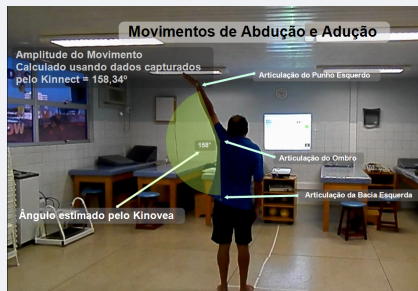 Movimentos de Abdução e Adução
Amplitude do Movimento
Calculado usando dados capturados
pelo Kinnect = 158,34º
Articulação do Punho Esquerdo
158°
Articulação do Ombro
Articulação da Bacia Esquerda
Ângulo estimado pelo Kinovea